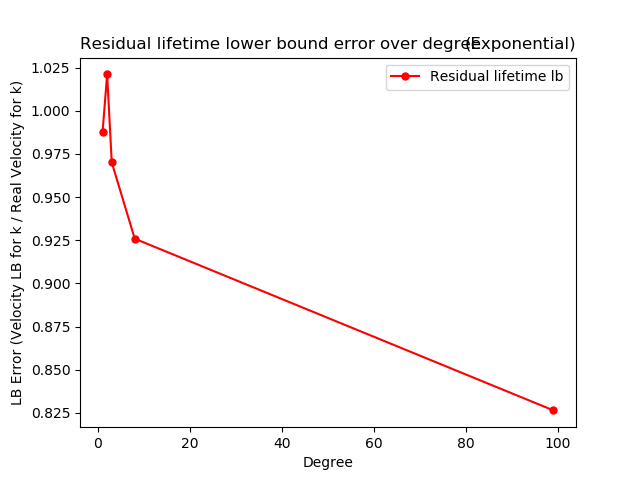 Residual lifetime lower bound error over degree (Exponential)
Residual lifetime lb
LB Error (Velocity LB for k / Real Velocity for k)
1.025
1.000
0.975
0.950
0.925
0.900
0.875
0.850
0.825
0 20 40 60 80 100
Degree